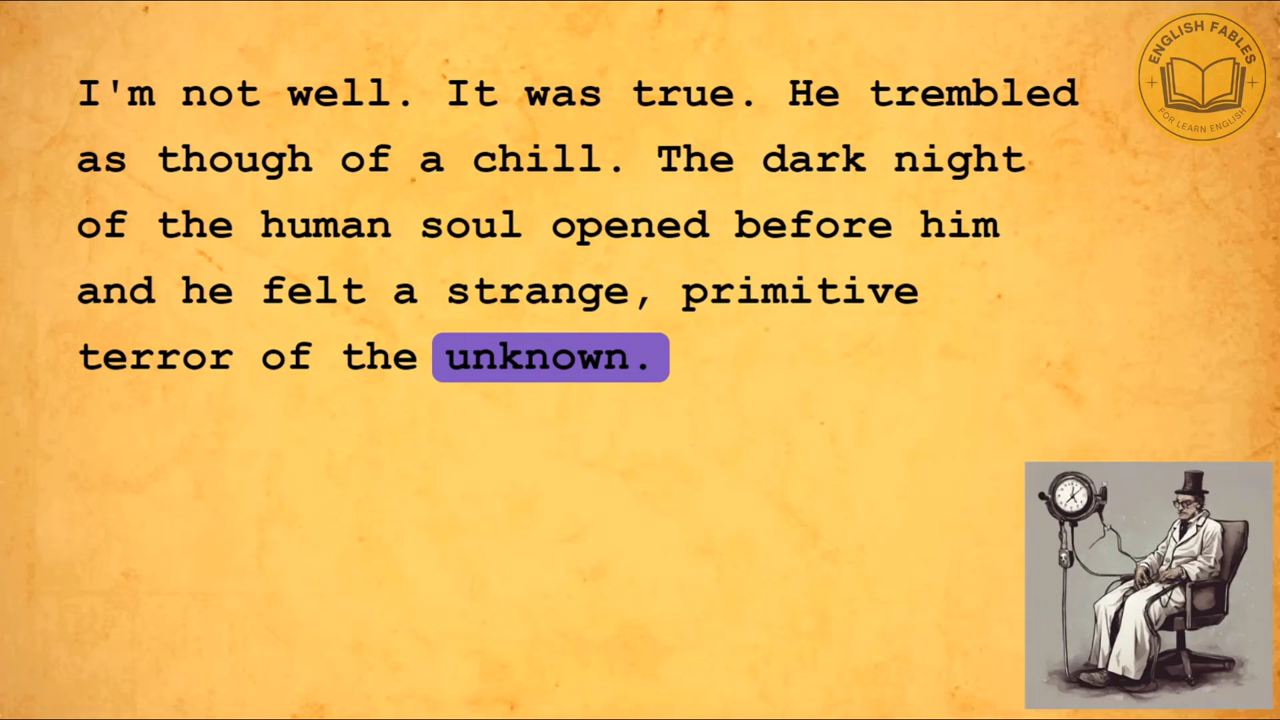 I'm not well. It was true. He trembled
as though of a chill. The dark night
of the human soul opened before him
and he felt a strange, primitive
terror of the unknown.
ENGLISH FABLES
FOR LEARN ENGLISH